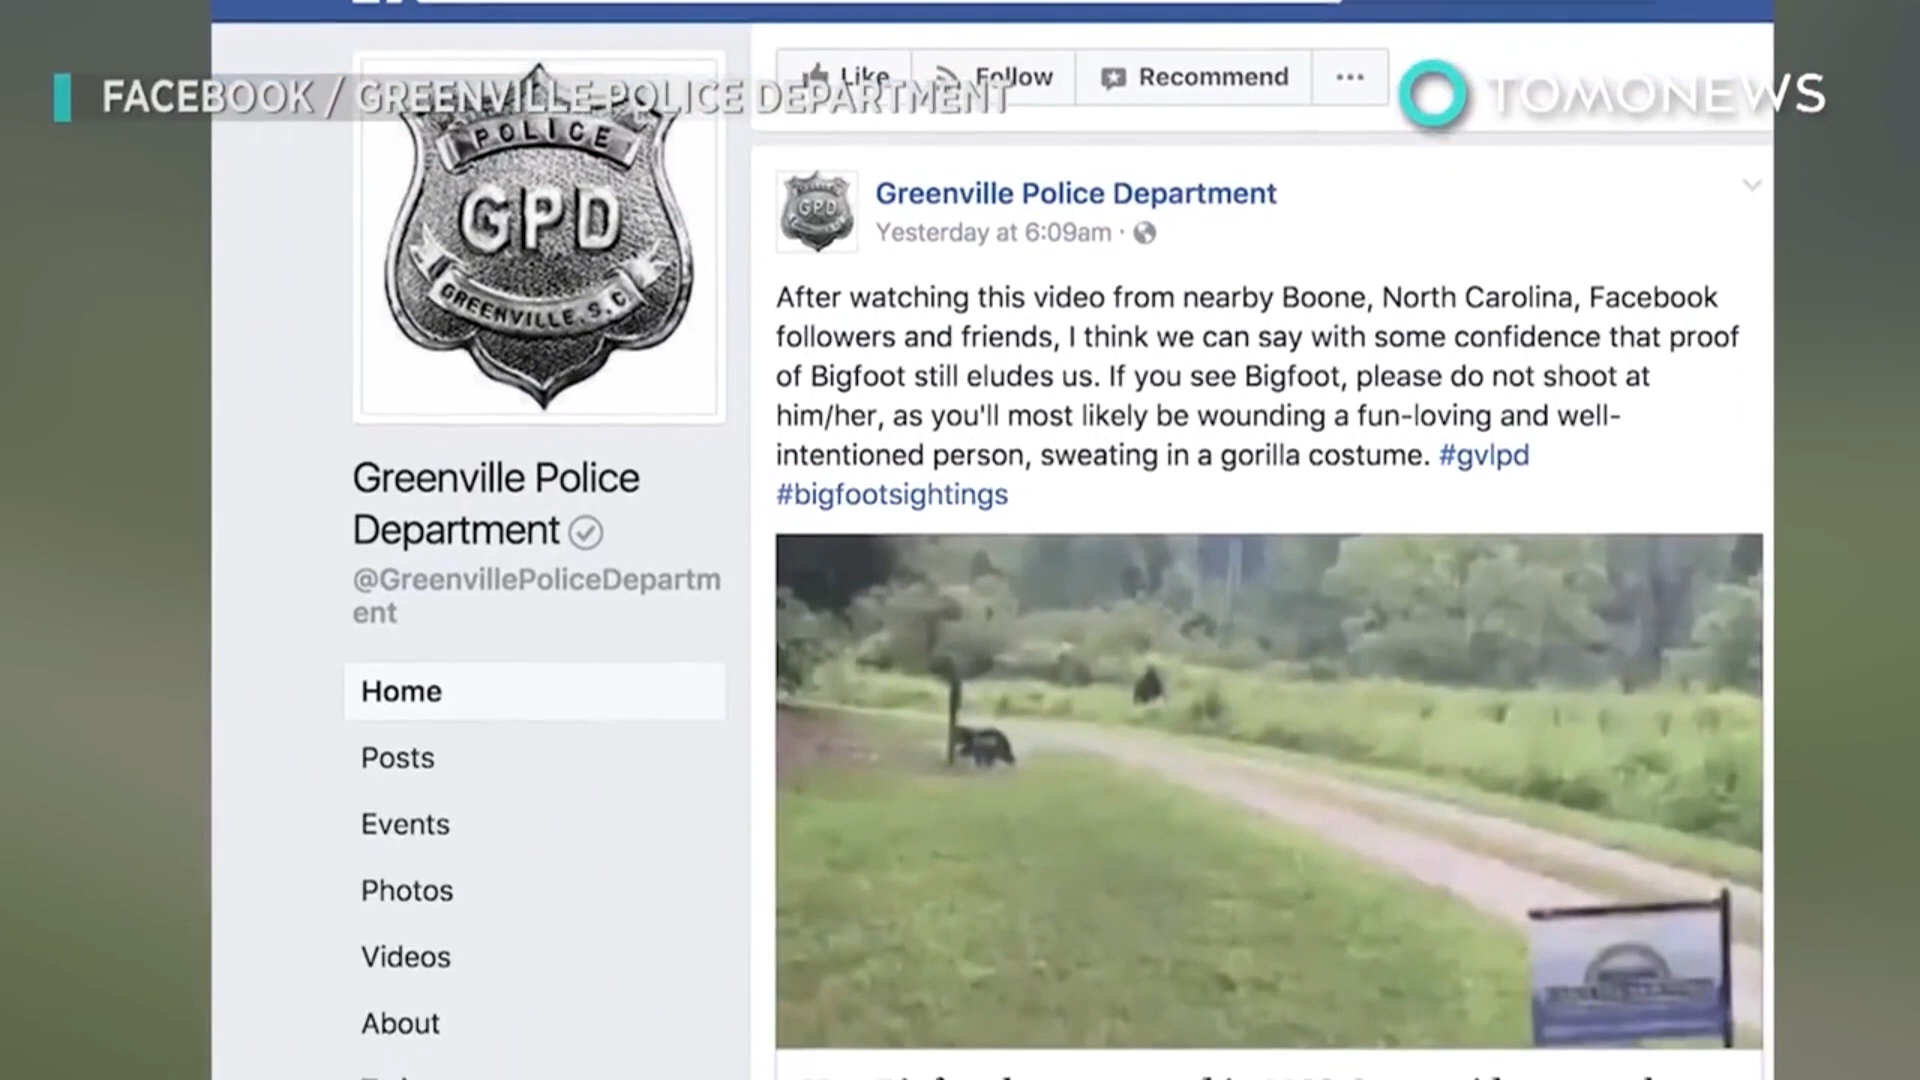 FACEBOOK / GREENVILLE POLICE DEPARTMENT
TOMONEWS
Like
Follow
Recommend
POLICE
GPD
GREENVILLE, S.C.
Greenville Police
Department
@GreenvillePoliceDepartm
ent
Home
Posts
Events
Photos
Videos
About
GPD
Greenville Police Department
Yesterday at 6:09am ·
After watching this video from nearby Boone, North Carolina, Facebook
followers and friends, I think we can say with some confidence that proof
of Bigfoot still eludes us. If you see Bigfoot, please do not shoot at
him/her, as you'll most likely be wounding a fun-loving and well-
intentioned person, sweating in a gorilla costume. #gvlpd
#bigfootsightings